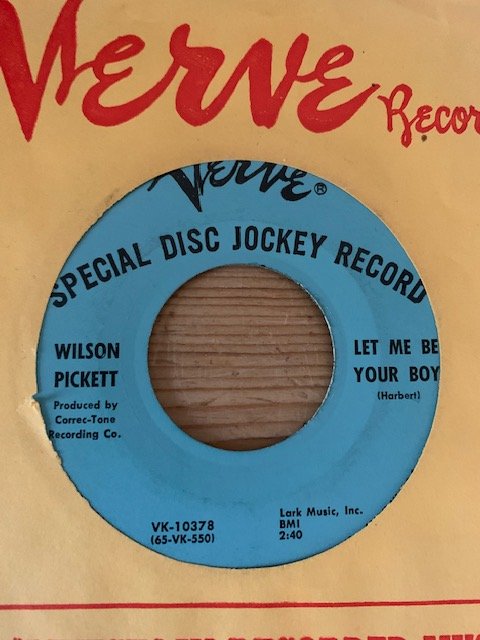 Verve
Records
Verve®
SPECIAL DISC JOCKEY RECORD
WILSON
PICKETT
Produced by
Correc-Tone
Recording Co.
LET ME BE
YOUR BOY
(Harbert)
VK-10378
(65-VK-550)
Lark Music, Inc.
BMI
2:40